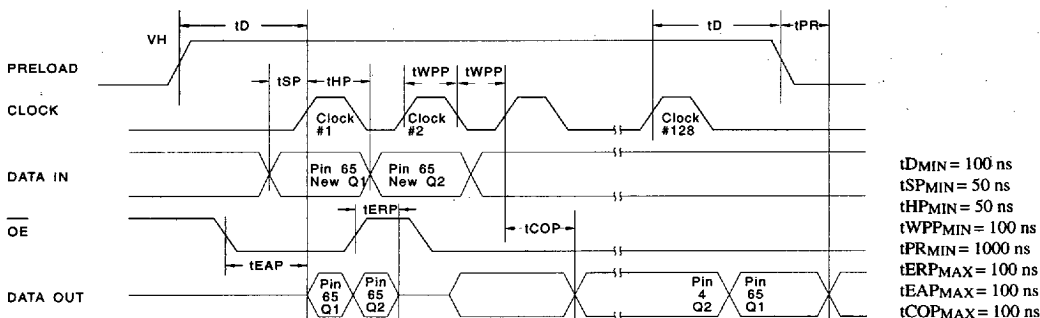 tD
tD
tPR
VH
PRELOAD
tSP
tHP
tWPP
tWPP
CLOCK
Clock
#1
Clock
#2
Clock
#128
DATA IN
Pin 65
New Q1
Pin 65
New Q2
OE
tERP
tCOP
tEAP
DATA OUT
Pin
65
Q1
Pin
65
Q2
Pin
4
Q2
Pin
65
Q1
tDMIN = 100 ns
tSPMIN = 50 ns
tHPMIN = 50 ns
tWPPMIN = 100 ns
tPRMIN = 1000 ns
tERPMAX = 100 ns
tEAPMAX = 100 ns
tCOPMAX = 100 ns